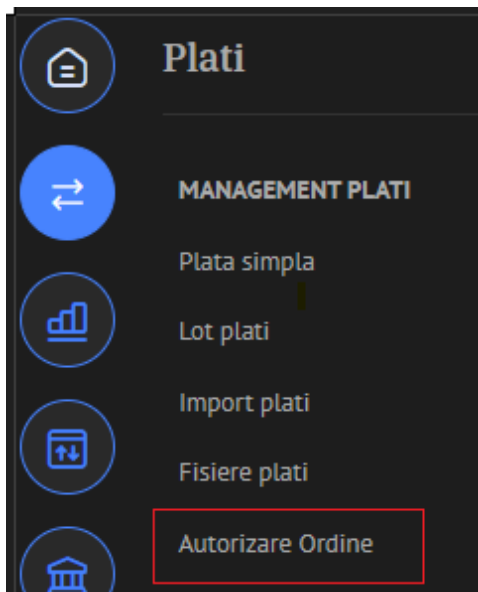 Plati
MANAGEMENT PLATI
Plata simpla
Lot plati
Import plati
Fisiere plati
Autorizare Ordine